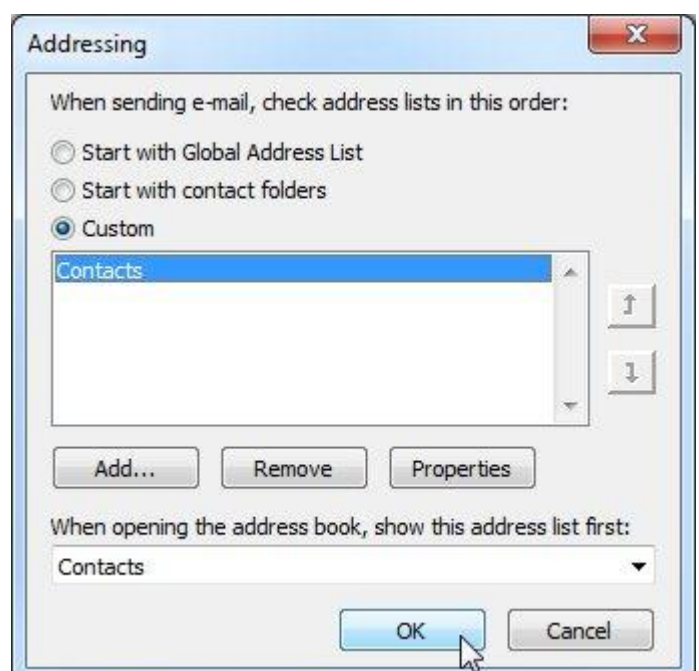 Addressing
When sending e-mail, check address lists in this order:
Start with Global Address List
Start with contact folders
Custom
Contacts
Add... Remove Properties
When opening the address book, show this address list first:
Contacts
OK Cancel